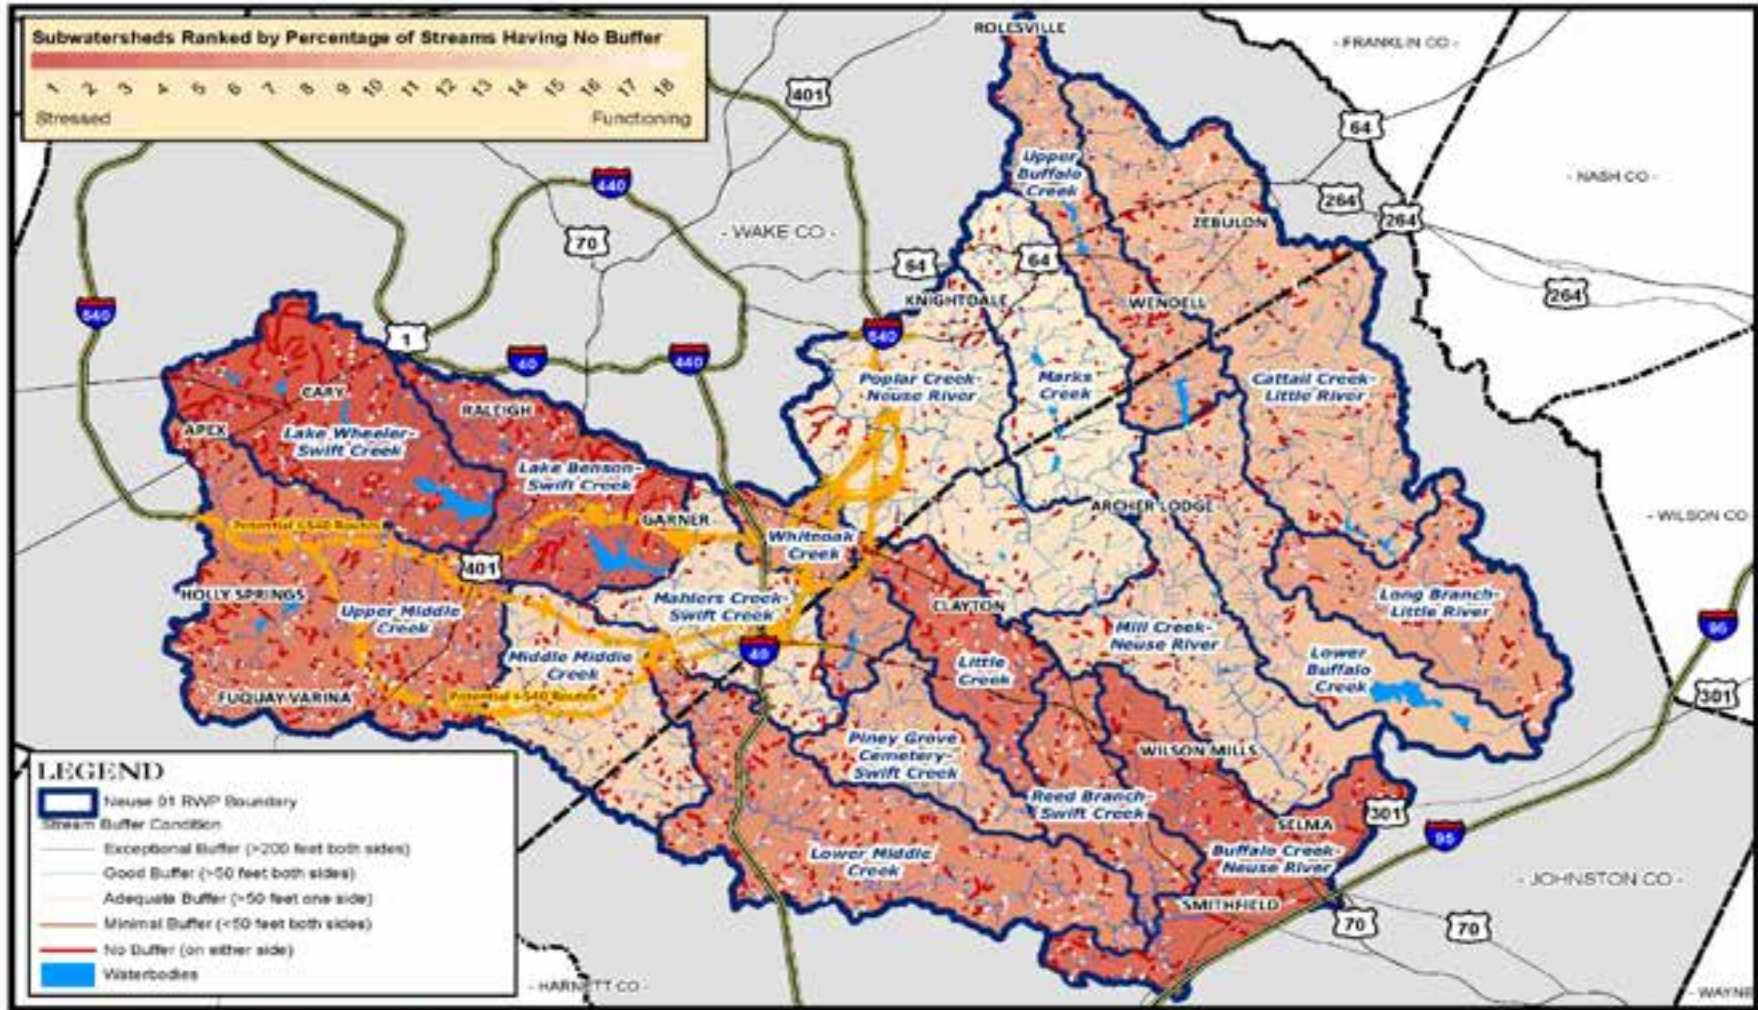 Subwatersheds Ranked by Percentage of Streams Having No Buffer
1 2 3 4 5 6 7 8 9 10 11 12 13 14 15 16 17 18
Stressed Functioning
ROLESVILLE
- FRANKLIN CO -
401
64
Upper
Buffalo
Creek
- NASH CO -
440
264
264
ZEBULON
- WAKE CO -
70
64
64
264
KNIGHTDALE
WENDELL
540
540
1
40
440
Poplar Creek-
Neuse River
Marks
Creek
Cattail Creek-
Little River
CARY
RALEIGH
APEX
Lake Wheeler-
Swift Creek
Lake Benson-
Swift Creek
ARCHER LODGE
GARNER
- WILSON CO -
Potential I-540 Routes
Whiteoak
Creek
401
HOLLY SPRINGS
Upper Middle
Creek
Mahlers Creek-
Swift Creek
CLAYTON
Long Branch-
Little River
Mill Creek-
Neuse River
95
40
Middle Middle
Creek
Little
Creek
Lower
Buffalo
Creek
FUQUAY-VARINA
Potential I-540 Routes
301
Piney Grove
Cemetery-
Swift Creek
WILSON MILLS
Reed Branch-
Swift Creek
301
SELMA
95
Lower Middle
Creek
Buffalo Creek-
Neuse River
- JOHNSTON CO -
SMITHFIELD
70
70
- HARNETT CO -
- WAYNE
LEGEND
Neuse 01 RWP Boundary
Stream Buffer Condition
Exceptional Buffer (>200 feet both sides)
Good Buffer (>50 feet both sides)
Adequate Buffer (>50 feet one side)
Minimal Buffer (<50 feet both sides)
No Buffer (on either side)
Waterbodies